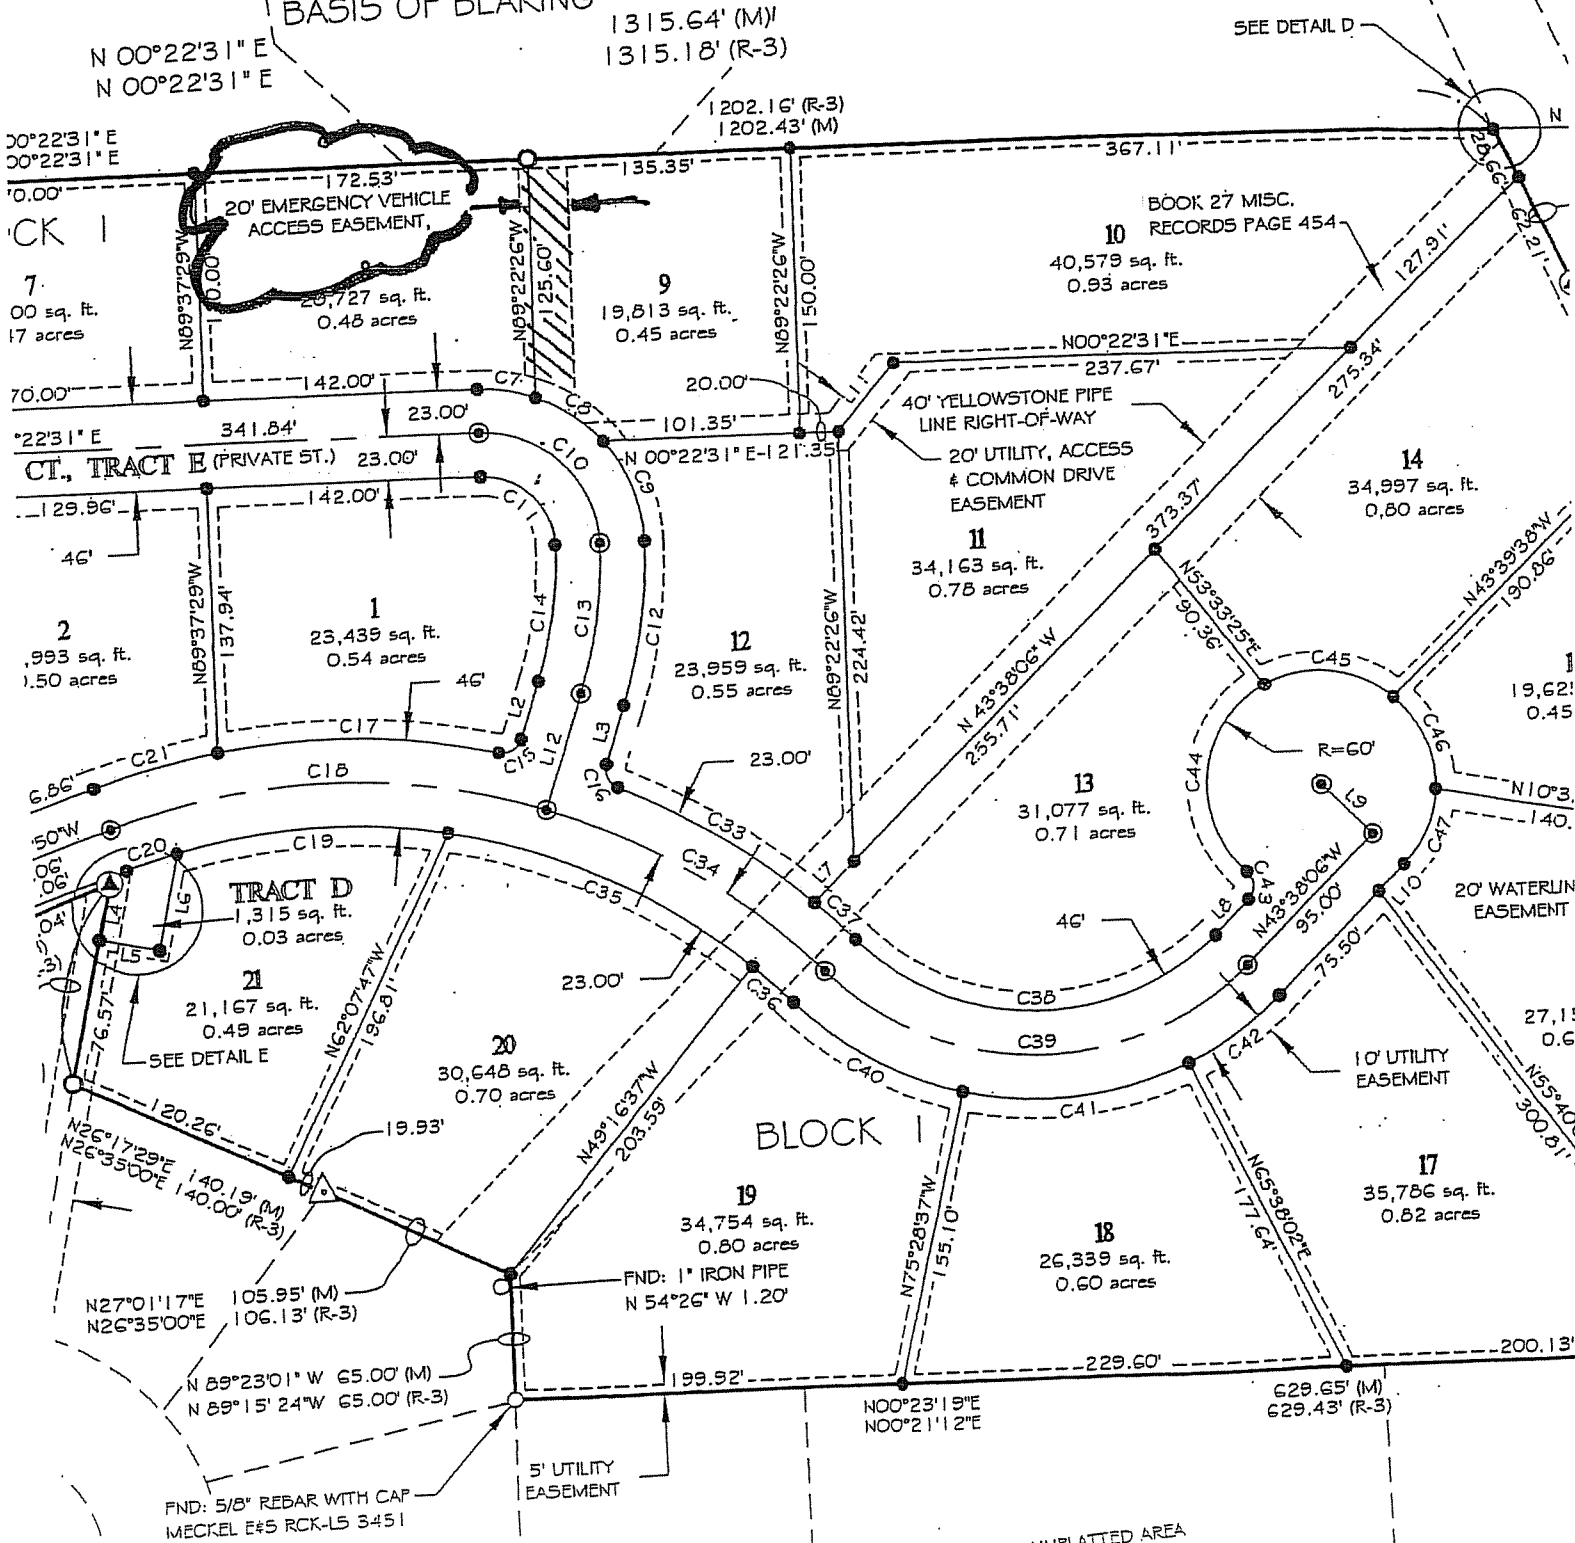 BASIS OF BEARING
1315.64' (M)
1315.18' (R-3)
N 00°22'31" E
N 00°22'31" E
SEE DETAIL D
1202.16' (R-3)
1202.43' (M)
00°22'31" E
00°22'31" E
70.00'
172.53'
135.35'
367.11'
N
28.66'
62.21'
20' EMERGENCY VEHICLE
ACCESS EASEMENT,
CK 1
7
00 sq. ft.
17 acres
N89°37'29"W
0.00'
20,727 sq. ft.
0.48 acres
N89°22'26"W
125.60'
9
19,813 sq. ft.
0.45 acres
N89°22'26"W
150.00'
10
40,579 sq. ft.
0.93 acres
BOOK 27 MISC.
RECORDS PAGE 454
127.91'
N00°22'31"E
237.67'
275.34'
70.00'
142.00'
C7
C8
23.00'
20.00'
101.35'
N 00°22'31" E-121.35'
40' YELLOWSTONE PIPE
LINE RIGHT-OF-WAY
20' UTILITY, ACCESS
& COMMON DRIVE
EASEMENT
°22'31" E
341.84'
CT., TRACT E (PRIVATE ST.)
23.00'
C10
C9
C11
129.96'
142.00'
46'
14
34,997 sq. ft.
0.80 acres
373.37'
11
34,163 sq. ft.
0.78 acres
N53°33'25"E
90.36'
N43°39'38"W
190.86'
2
,993 sq. ft.
.50 acres
N89°37'29"W
137.94'
1
23,439 sq. ft.
0.54 acres
46'
C14
C13
C12
12
23,959 sq. ft.
0.55 acres
N89°22'26"W
224.42'
N 43°38'06" W
255.71'
C45
C46
C44
R=60'
L9
19,62
0.45
L2
L12
L3
C15
C16
C17
C21
C18
6.86'
23.00'
C33
13
31,077 sq. ft.
0.71 acres
N10°3
140.
C47
50"W
C20
C19
C34
L7
C37
C43
L8
N43°38'06"W
95.00'
L10
20' WATERLIN
EASEMENT
TRACT D
1,315 sq. ft.
0.03 acres
L4
L6
L5
C35
46'
75.50'
23.00'
C36
C38
C39
C40
C41
C42
21
21,167 sq. ft.
0.49 acres
76.57'
SEE DETAIL E
N62°07'47"W
196.81'
20
30,648 sq. ft.
0.70 acres
10' UTILITY
EASEMENT
27,15
0.6
N55°40
300.81'
120.26'
19.93'
N26°17'29"E 140.19' (M)
N26°35'00"E 140.00' (R-3)
N49°16'37"W
203.59'
BLOCK 1
19
34,754 sq. ft.
0.80 acres
N75°28'37"W
155.10'
18
26,339 sq. ft.
0.60 acres
N65°38'02"E
177.64'
17
35,786 sq. ft.
0.82 acres
N27°01'17"E 105.95' (M)
N26°35'00"E 106.13' (R-3)
FND: 1" IRON PIPE
N 54°26" W 1.20'
N 89°23'01" W 65.00' (M)
N 89°15'24"W 65.00' (R-3)
199.92'
229.60'
200.13'
N00°23'19"E
N00°21'12"E
629.65' (M)
629.43' (R-3)
5' UTILITY
EASEMENT
FND: 5/8" REBAR WITH CAP
MECKEL E&S RCK-LS 3451
UNPLATTED AREA